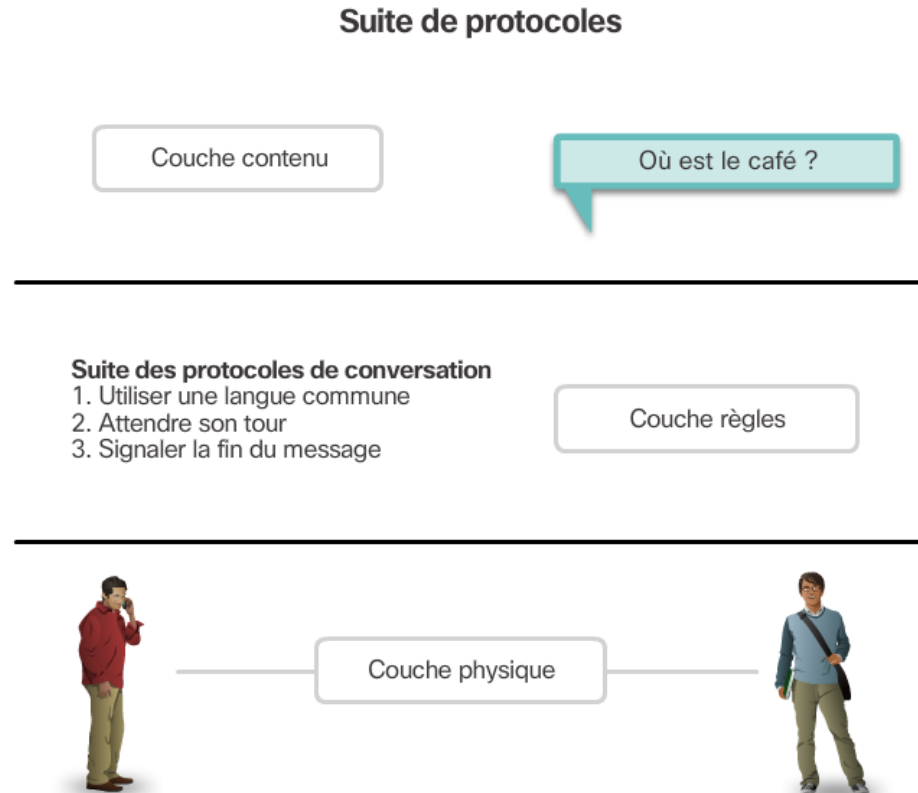 Suite de protocoles
Couche contenu
Où est le café ?
Suite des protocoles de conversation
1. Utiliser une langue commune
2. Attendre son tour
3. Signaler la fin du message
Couche règles
Couche physique